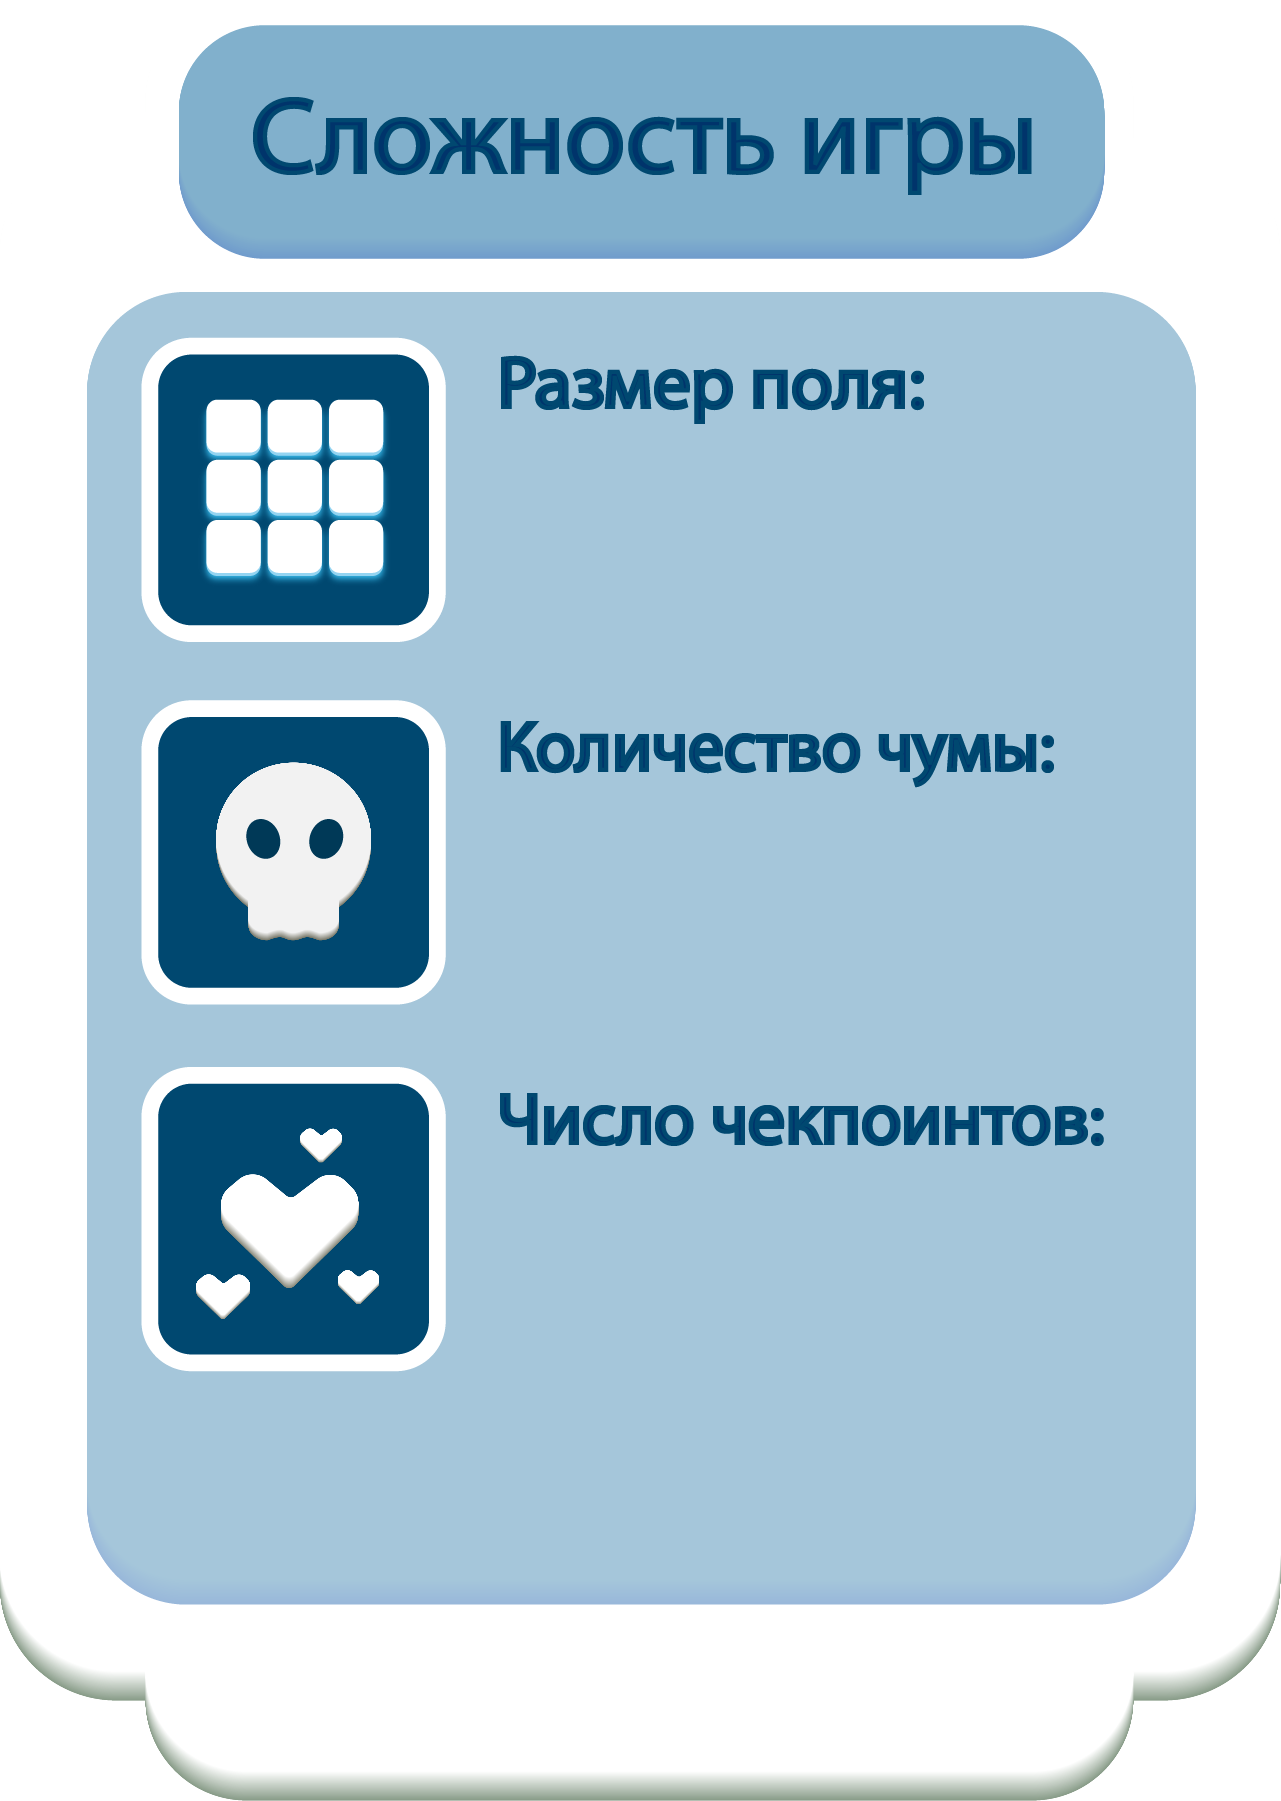 Сложность игры
Размер поля:
Количество чумы:
Число чекпоинтов: